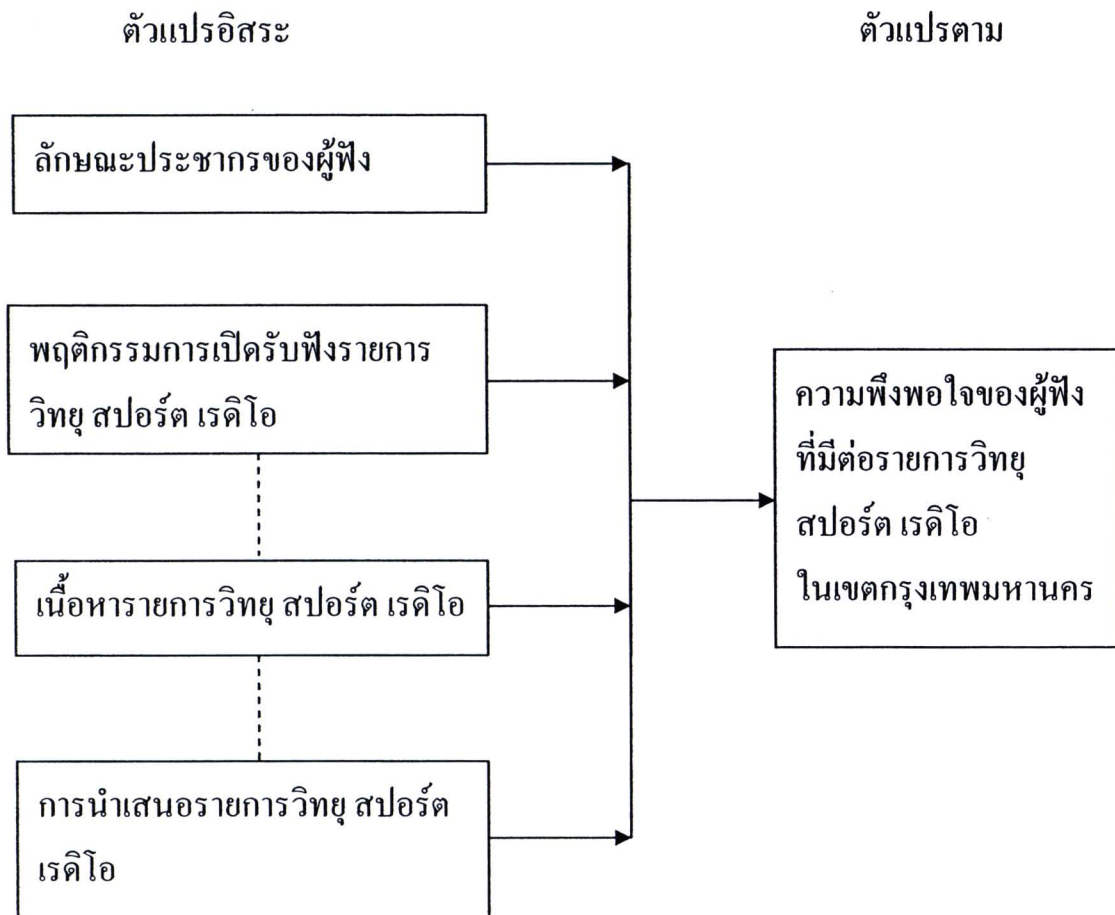 ตัวแปรอิสระ
ตัวแปรตาม
ลักษณะประชากรของผู้ฟัง
พฤติกรรมการเปิดรับฟังรายการ
วิทยุ สปอร์ต เรดิโอ
เนื้อหารายการวิทยุ สปอร์ต เรดิโอ
การนำเสนอรายการวิทยุ สปอร์ต
เรดิโอ
ความพึงพอใจของผู้ฟัง
ที่มีต่อรายการวิทยุ
สปอร์ต เรดิโอ
ในเขตกรุงเทพมหานคร